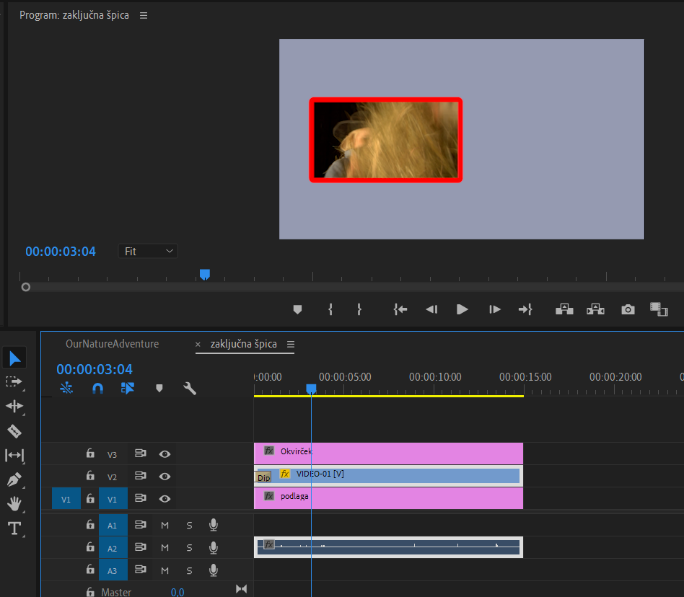 Program: zaključna špica
00:00:03:04
Fit
OurNatureAdventure
× zaključna špica
00:00:03:04
:00:00
00:00:05:00
00:00:10:00
00:00:15:00
00:00:20:00
V3
fx Okvirček
V2
Dip
fx VIDEO-01 [V]
V1
V1
fx podlaga
A1
M
S
A2
M
S
fx
A3
M
S
Master
0,0
T